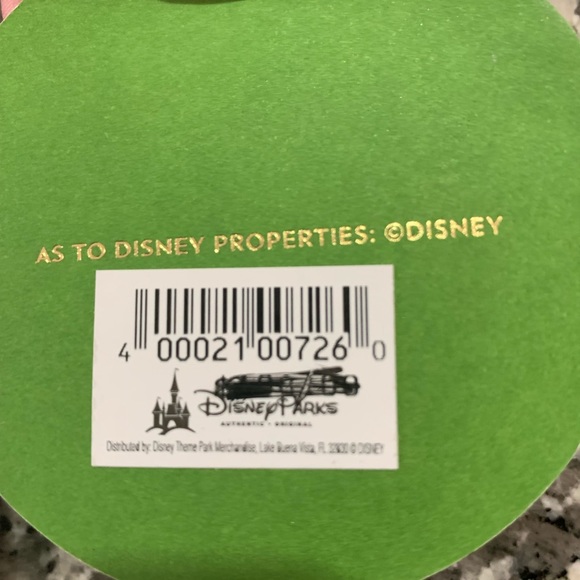 AS TO DISNEY PROPERTIES: ©DISNEY
4 00021 00726 0
DISNEY PARKS
AUTHENTIC • ORIGINAL
Distributed by: Disney Theme Park Merchandise, Lake Buena Vista, FL 32830 © DISNEY